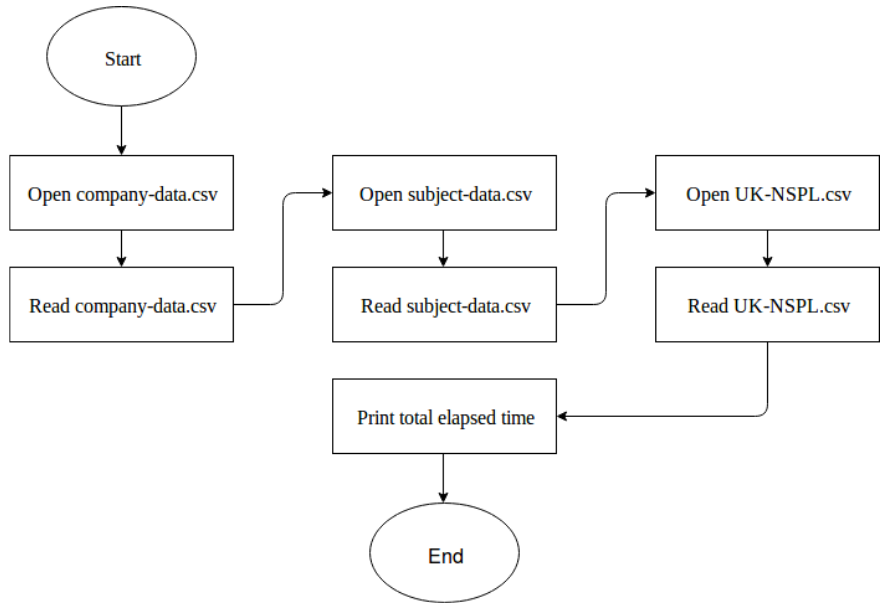 Start
Open company-data.csv
Read company-data.csv
Open subject-data.csv
Read subject-data.csv
Open UK-NSPL.csv
Read UK-NSPL.csv
Print total elapsed time
End